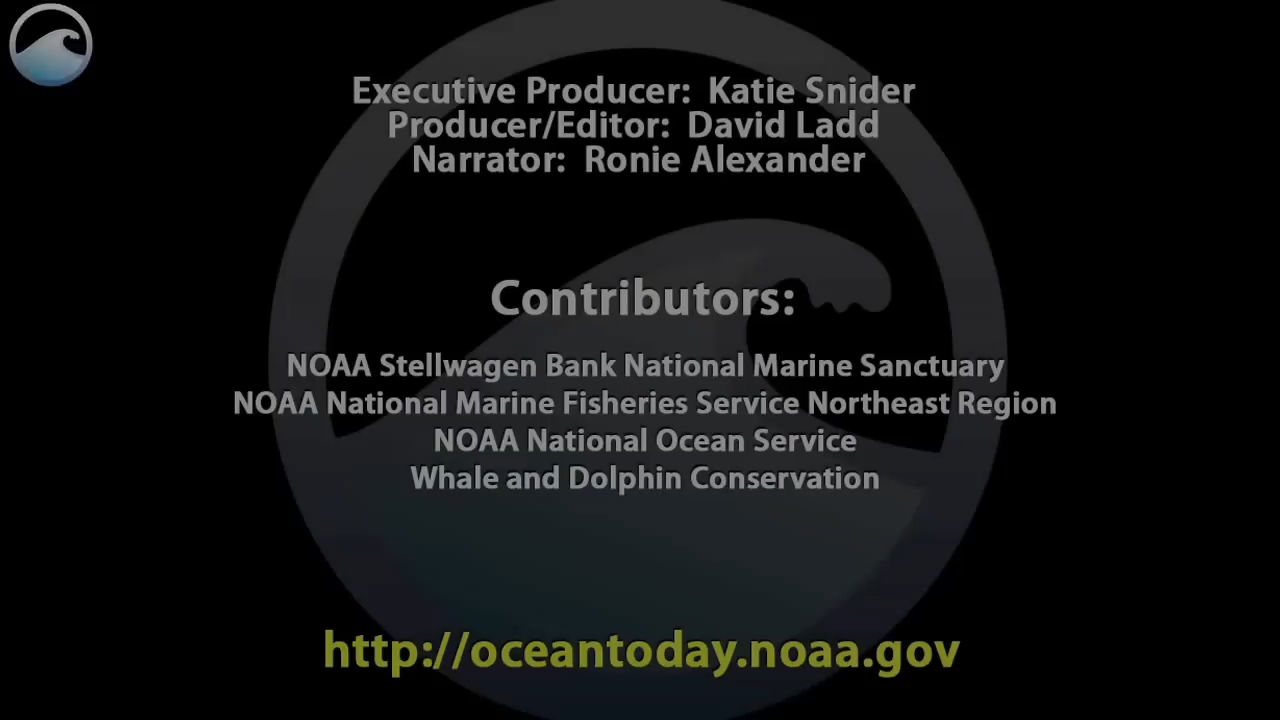 Executive Producer: Katie Snider
Producer/Editor: David Ladd
Narrator: Ronie Alexander
Contributors:
NOAA Stellwagen Bank National Marine Sanctuary
NOAA National Marine Fisheries Service Northeast Region
NOAA National Ocean Service
Whale and Dolphin Conservation
http://oceantoday.noaa.gov